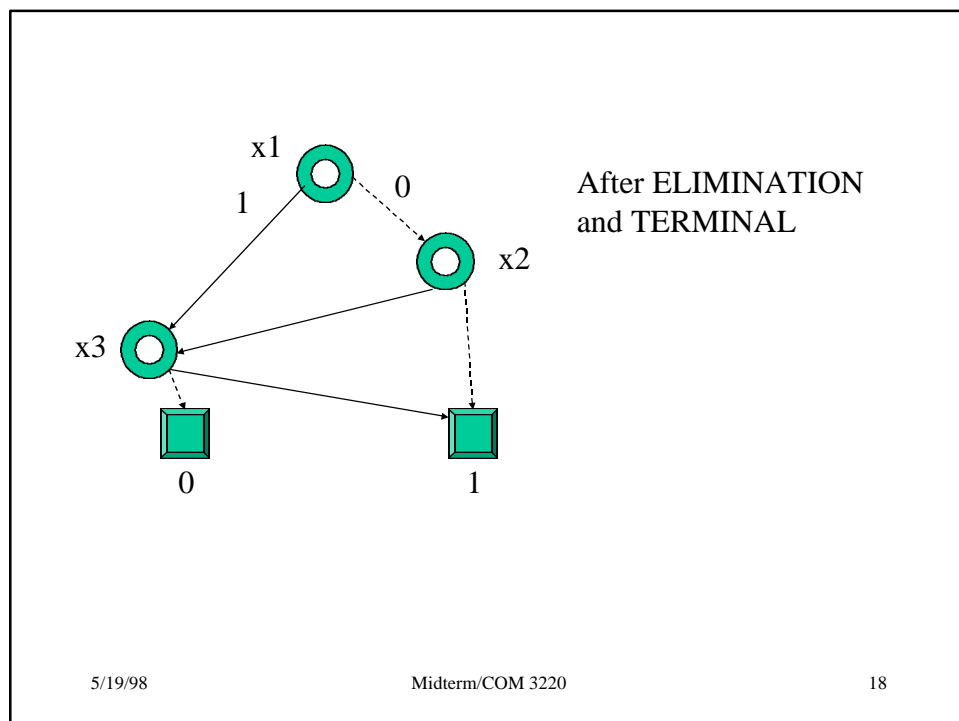 x1
1
0
After ELIMINATION
and TERMINAL
x2
x3
0
1
5/19/98
Midterm/COM 3220
18